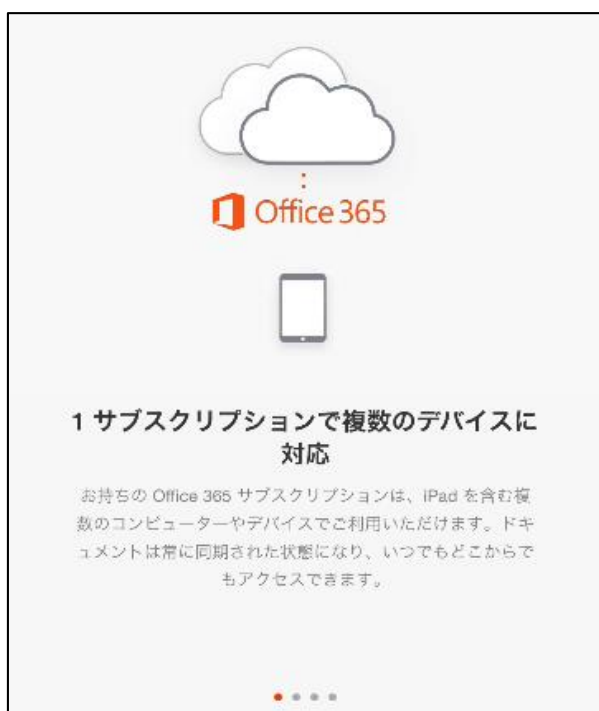 Office 365
1 サブスクリプションで複数のデバイスに
対応
お持ちの Office 365 サブスクリプションは、iPad を含む複
数のコンピューターやデバイスでご利用いただけます。ドキ
ュメントは常に同期された状態になり、いつでもどこからで
もアクセスできます。